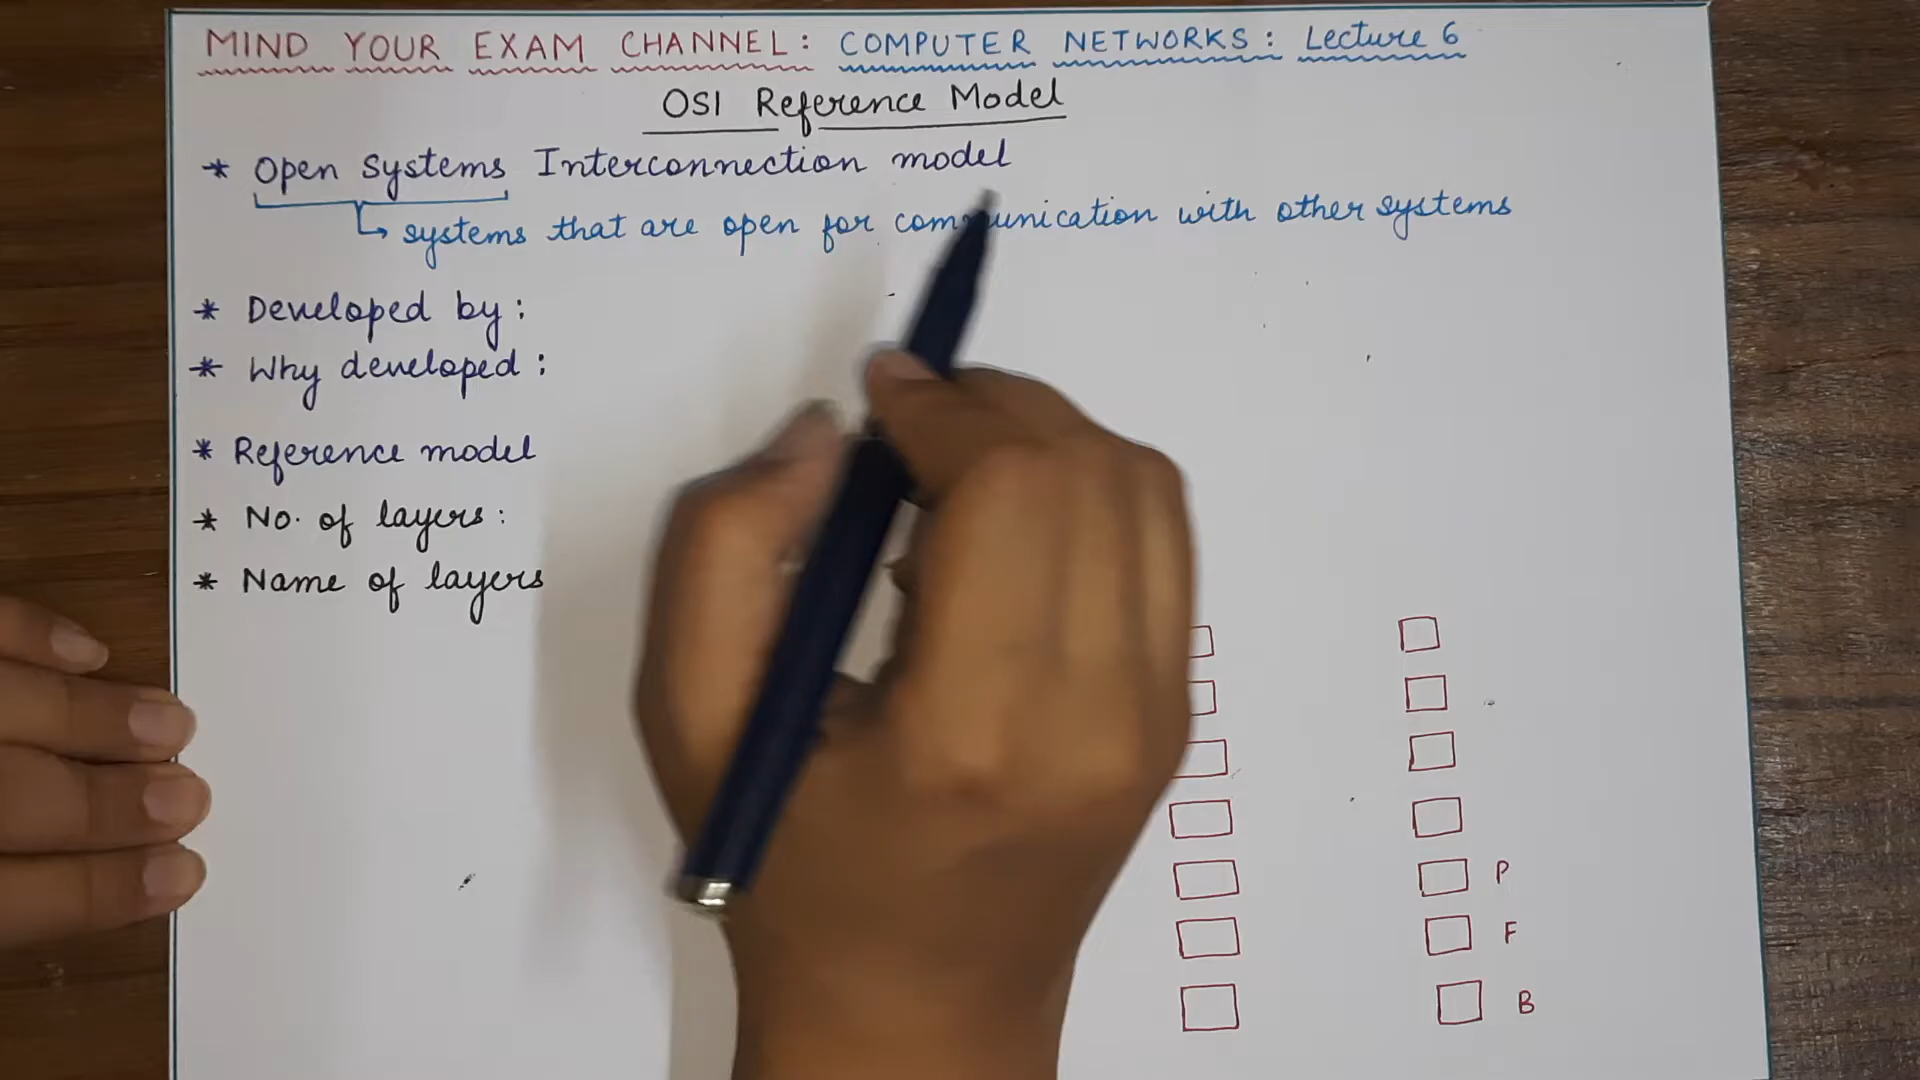 MIND YOUR EXAM CHANNEL: COMPUTER NETWORKS: Lecture 6
OSI Reference Model
* Open Systems Interconnection model
↳ systems that are open for communication with other systems
* Developed by:
* Why developed:
* Reference model
* No. of layers:
* Name of layers
P
F
B